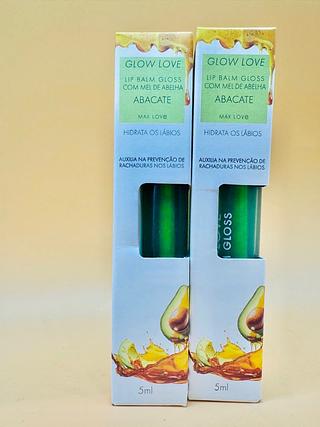 GLOW LOVE
LIP BALM GLOSS
COM MEL DE ABELHA
ABACATE
MAX LOVE
HIDRATA OS LÁBIOS
AUXILIA NA PREVENÇÃO DE
RACHADURAS NOS LÁBIOS
5ml
GLOW LOVE
LIP BALM GLOSS
COM MEL DE ABELHA
ABACATE
MAX LOVE
HIDRATA OS LÁBIOS
AUXILIA NA PREVENÇÃO DE
RACHADURAS NOS LÁBIOS
GLOSS
5ml